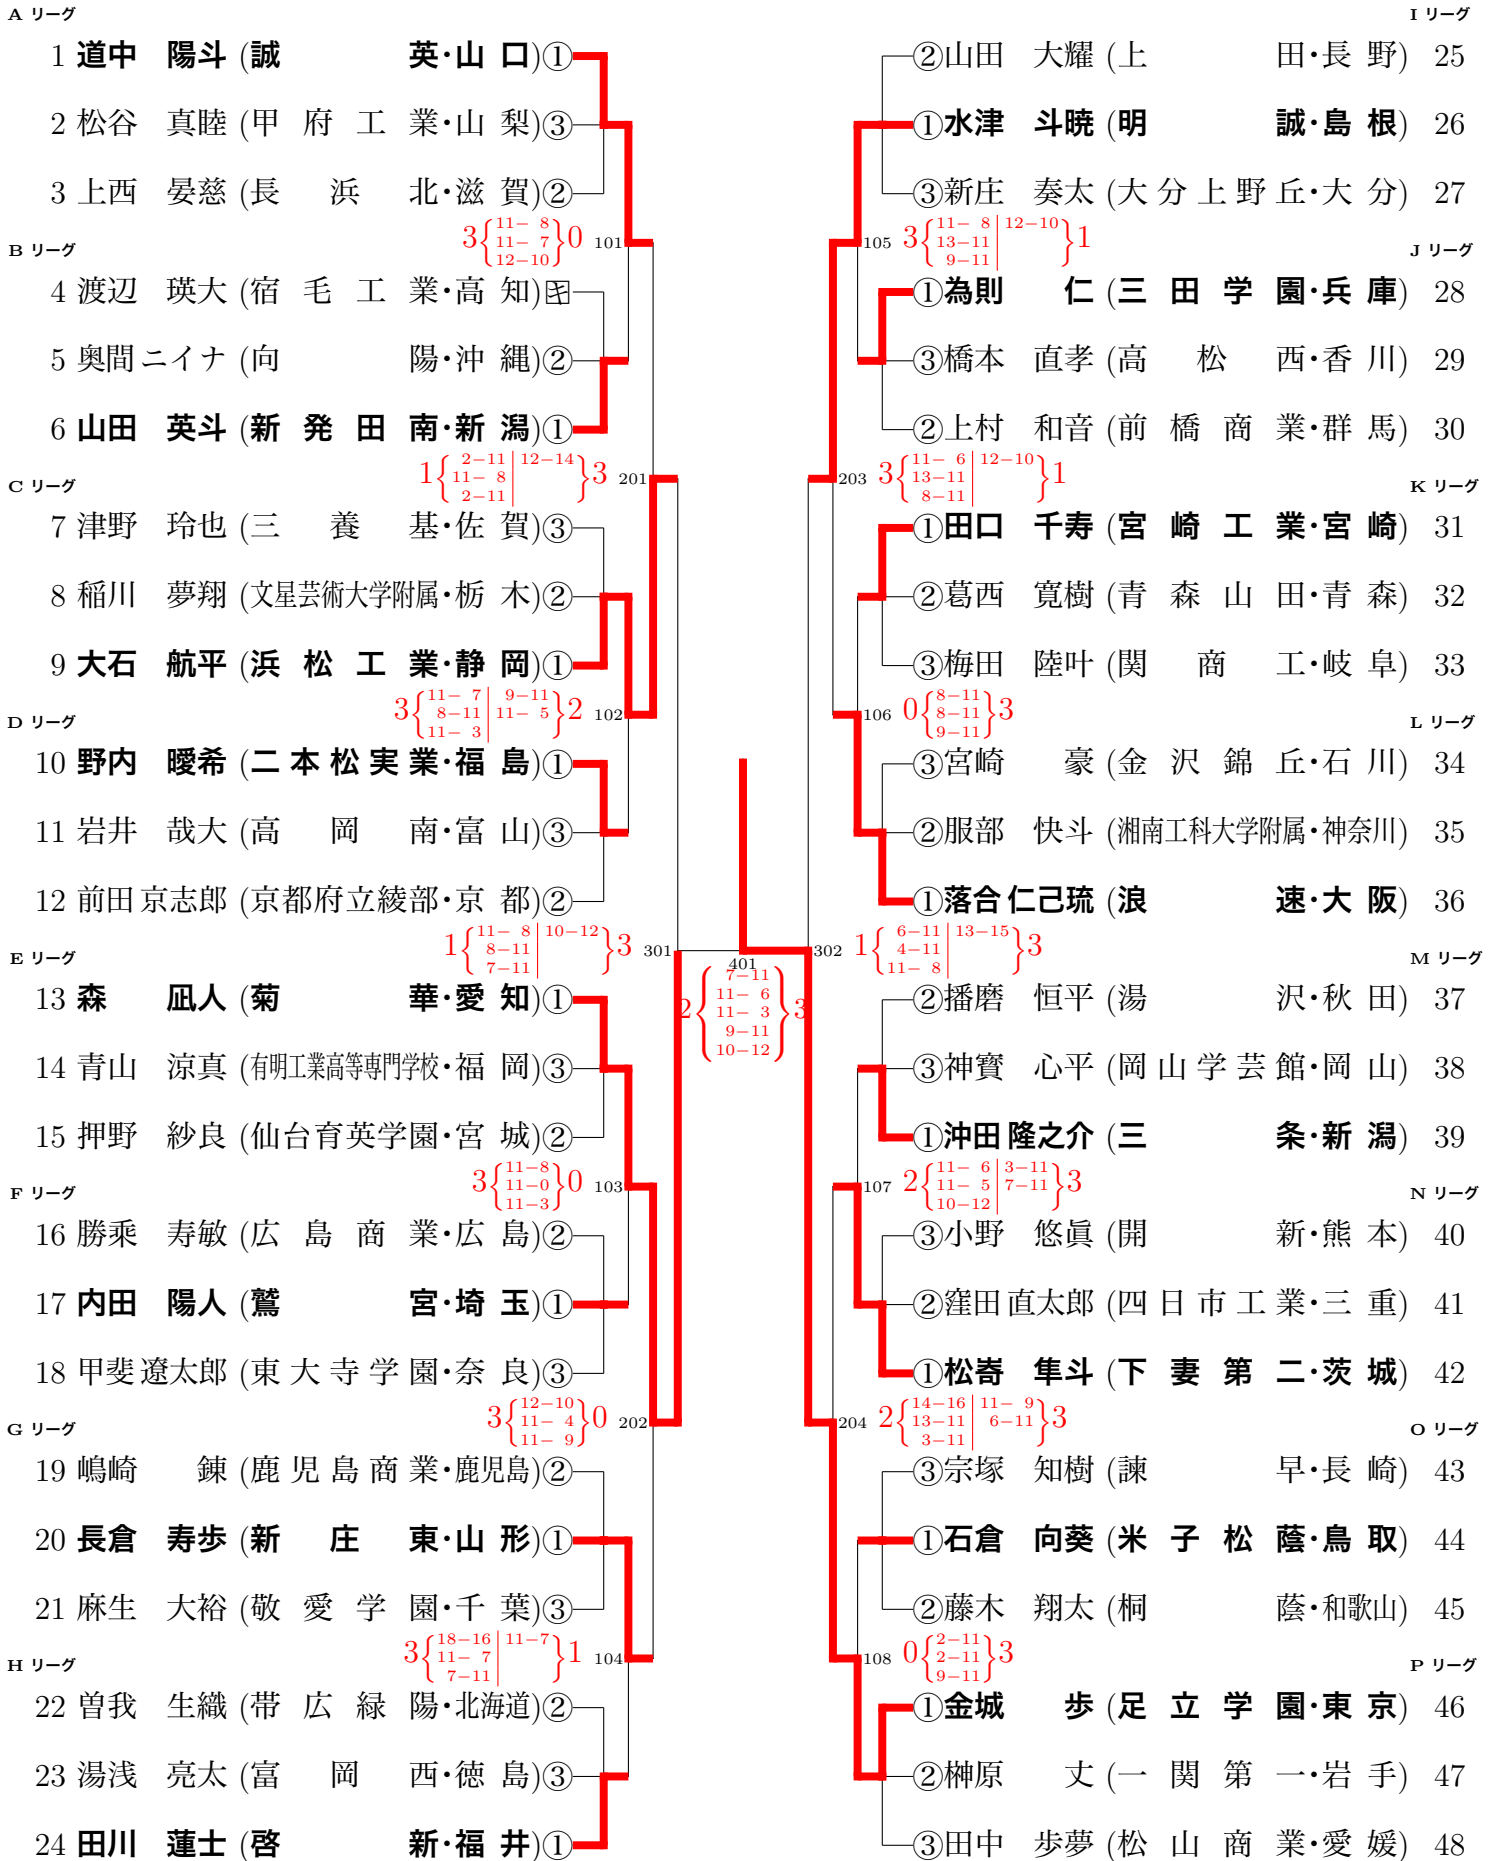 A リーグ
1 道中 陽斗 (誠 英・山 口)①
2 松谷 真睦 (甲 府 工 業・山 梨)③
3 上西 晏慈 (長 浜 北・滋 賀)②
3{11− 8 11− 7 12−10}0 101
B リーグ
4 渡辺 瑛大 (宿 毛 工 業・高 知)キ
5 奥間ニイナ (向 陽・沖 縄)②
6 山田 英斗 (新 発 田 南・新 潟)①
1{2−11 11− 8 2−11 | 12−14}3 201
C リーグ
7 津野 玲也 (三 養 基・佐 賀)③
8 稲川 夢翔 (文星芸術大学附属・栃 木)②
9 大石 航平 (浜 松 工 業・静 岡)①
3{11− 7 8−11 11− 3 | 9−11 11− 5}2 102
D リーグ
10 野内 曖希 (二 本 松 実 業・福 島)①
11 岩井 哉大 (高 岡 南・富 山)③
12 前田 京志郎 (京都府立綾部・京 都)②
1{11− 8 8−11 7−11 | 10−12}3 301
E リーグ
13 森 凪人 (菊 華・愛 知)①
14 青山 涼真 (有明工業高等専門学校・福 岡)③
15 押野 紗良 (仙台育英学園・宮 城)②
3{11−8 11−0 11−3}0 103
F リーグ
16 勝乘 寿敏 (広 島 商 業・広 島)②
17 内田 陽人 (鷲 宮・埼 玉)①
18 甲斐 遼太郎 (東 大 寺 学 園・奈 良)③
3{12−10 11− 4 11− 9}0 202
G リーグ
19 嶋崎 錬 (鹿 児 島 商 業・鹿児島)②
20 長倉 寿歩 (新 庄 東・山 形)①
21 麻生 大裕 (敬 愛 学 園・千 葉)③
3{18−16 11− 7 7−11 | 11−7}1 104
H リーグ
22 曽我 生織 (帯 広 緑 陽・北海道)②
23 湯浅 亮太 (富 岡 西・徳 島)③
24 田川 蓮士 (啓 新・福 井)①
401
2{7−11 11− 6 11− 3 9−11 10−12}3
I リーグ
②山田 大耀 (上 田・長 野) 25
①水津 斗暁 (明 誠・島 根) 26
③新庄 奏太 (大 分 上 野 丘・大 分) 27
105 3{11− 8 13−11 9−11 | 12−10}1
J リーグ
①為則 仁 (三 田 学 園・兵 庫) 28
③橋本 直孝 (高 松 西・香 川) 29
②上村 和音 (前 橋 商 業・群 馬) 30
203 3{11− 6 13−11 8−11 | 12−10}1
K リーグ
①田口 千寿 (宮 崎 工 業・宮 崎) 31
②葛西 寛樹 (青 森 山 田・青 森) 32
③梅田 陸叶 (関 商 工・岐 阜) 33
106 0{8−11 8−11 9−11}3
L リーグ
③宮崎 豪 (金 沢 錦 丘・石 川) 34
②服部 快斗 (湘南工科大学附属・神奈川) 35
①落合 仁己琉 (浪 速・大 阪) 36
302 1{6−11 4−11 11− 8 | 13−15}3
M リーグ
②播磨 恒平 (湯 沢・秋 田) 37
③神寳 心平 (岡 山 学 芸 館・岡 山) 38
①沖田 隆之介 (三 条・新 潟) 39
107 2{11− 6 11− 5 10−12 | 3−11 7−11}3
N リーグ
③小野 悠眞 (開 新・熊 本) 40
②窪田 直太郎 (四 日 市 工 業・三 重) 41
①松嵜 隼斗 (下 妻 第 二・茨 城) 42
204 2{14−16 13−11 3−11 | 11− 9 6−11}3
O リーグ
③宗塚 知樹 (諫 早・長 崎) 43
①石倉 向葵 (米 子 松 蔭・鳥 取) 44
②藤木 翔太 (桐 蔭・和歌山) 45
108 0{2−11 2−11 9−11}3
P リーグ
①金城 歩 (足 立 学 園・東 京) 46
②榊原 丈 (一 関 第 一・岩 手) 47
③田中 歩夢 (松 山 商 業・愛 媛) 48